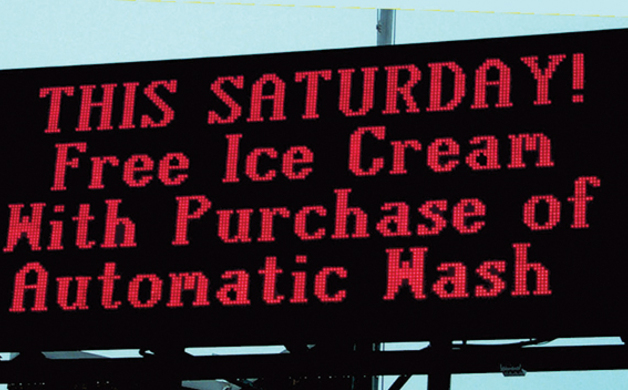 THIS SATURDAY!
Free Ice Cream
With Purchase of
Automatic Wash